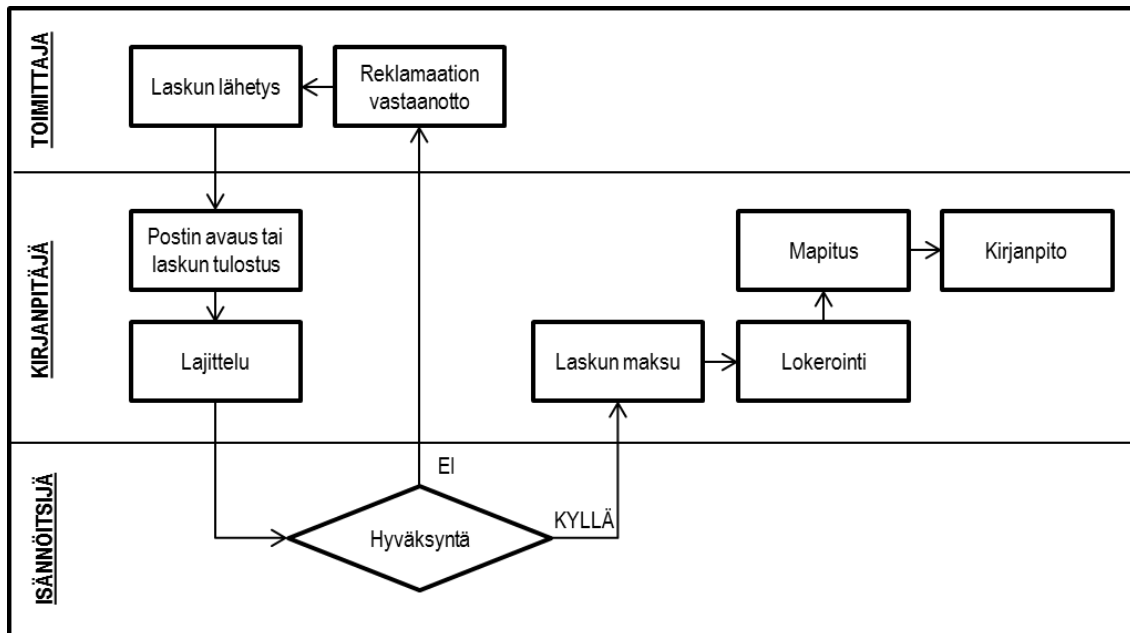 TOIMITTAJA
Laskun lähetys
Reklamaation
vastaanotto
KIRJANPITÄJÄ
Postin avaus tai
laskun tulostus
Mapitus
Kirjanpito
Lajittelu
Laskun maksu
Lokerointi
ISÄNNÖITSIJÄ
EI
KYLLÄ
Hyväksyntä